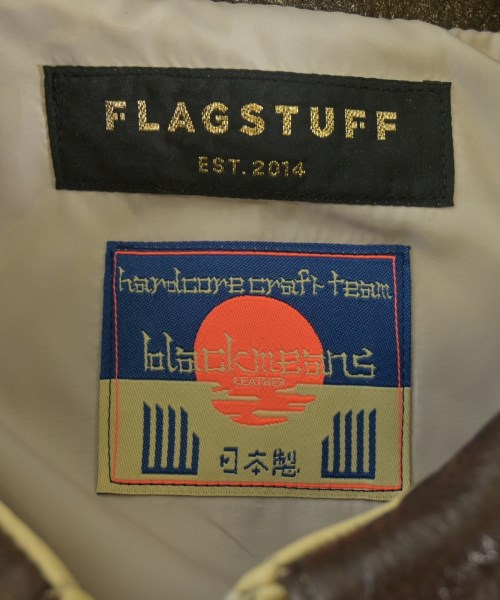 FLAGSTUFF
EST. 2014
hardcore craft team
blackmeans
LEATHER
日本製